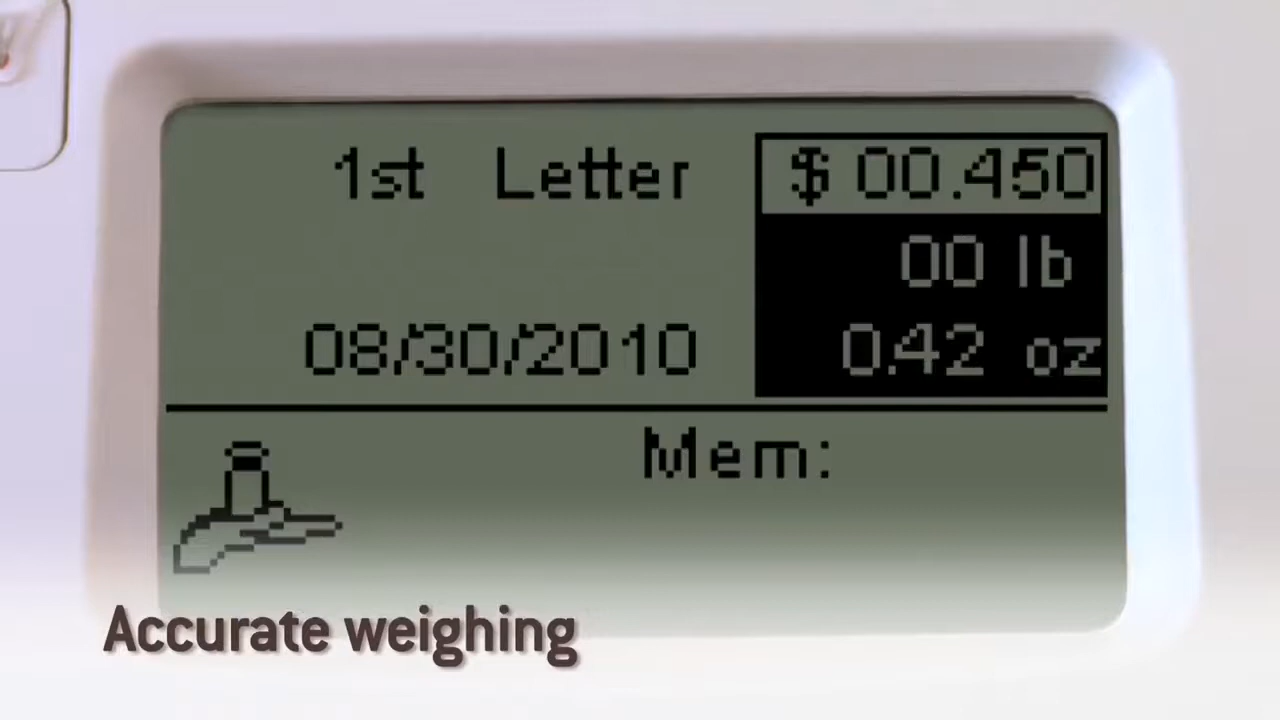 1st Letter
$ 00.450
00 lb
08/30/2010
0.42 oz
Mem:
Accurate weighing